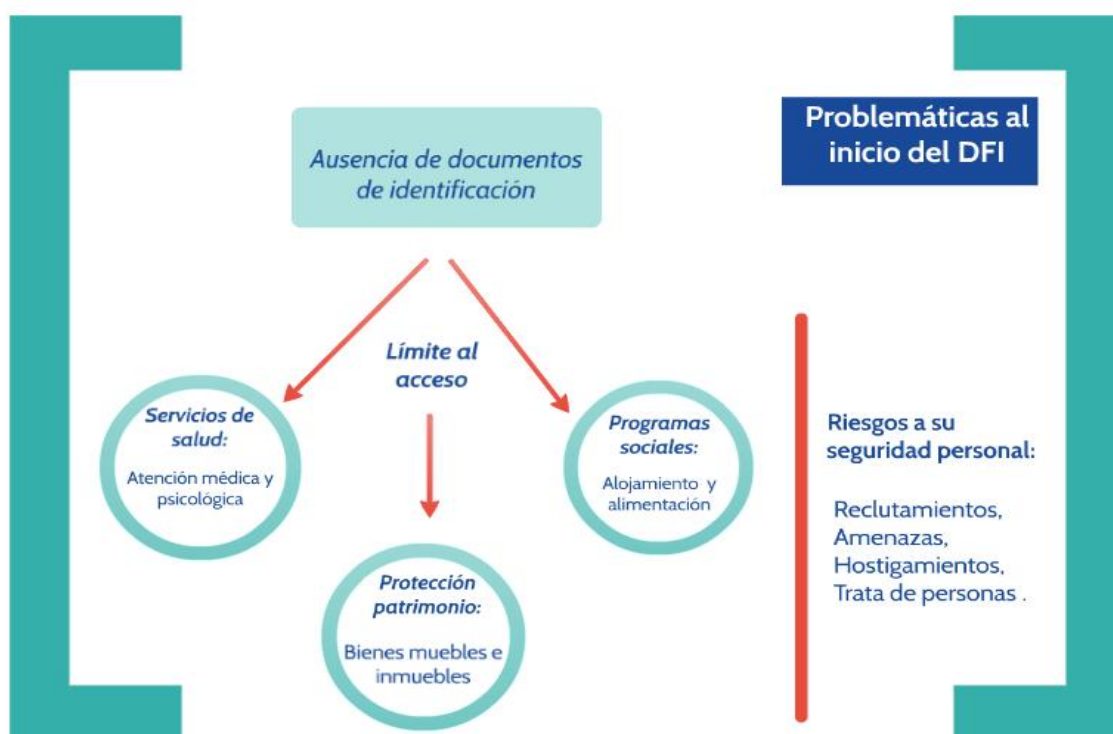 Problemáticas al
inicio del DFI
Ausencia de documentos
de identificación
Límite al
acceso
Servicios de
salud:
Atención médica y
psicológica
Protección
patrimonio:
Bienes muebles e
inmuebles
Programas
sociales:
Alojamiento y
alimentación
Riesgos a su
seguridad personal:
Reclutamientos,
Amenazas,
Hostigamientos,
Trata de personas .